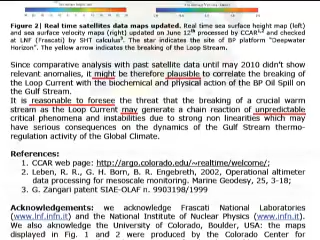 Figure 2| Real time satellites data maps updated. Real time sea surface height map (left)
and sea surface velocity maps (right) updated on June 12th processed by CCAR1,2 and checked
at LNF (Frascati) by SHT calculus3. The star indicates the site of BP platform "Deepwater
Horizon". The yellow arrow indicates the breaking of the Loop Stream.
Since comparative analysis with past satellite data until may 2010 didn't show
relevant anomalies, it might be therefore plausible to correlate the breaking of
the Loop Current with the biochemical and physical action of the BP Oil Spill on
the Gulf Stream.
It is reasonable to foresee the threat that the breaking of a crucial warm
stream as the Loop Current may generate a chain reaction of unpredictable
critical phenomena and instabilities due to strong non linearities which may
have serious consequences on the dynamics of the Gulf Stream thermo-
regulation activity of the Global Climate.
References:
1. CCAR web page: http://argo.colorado.edu/~realtime/welcome/;
2. Leben, R. R., G. H. Born, B. R. Engebreth, 2002, Operational altimeter
data processing for mesoscale monitoring. Marine Geodesy, 25, 3-18;
3. G. Zangari patent SIAE-OLAF n. 9903198/1999
Acknowledgements: we acknowledge Frascati National Laboratories
(www.lnf.infn.it) and the National Institute of Nuclear Physics (www.infn.it).
We also aknowledge the University of Colorado, Boulder, USA: the maps
displayed in Fig. 1 and 2 were produced by the Colorado Center for